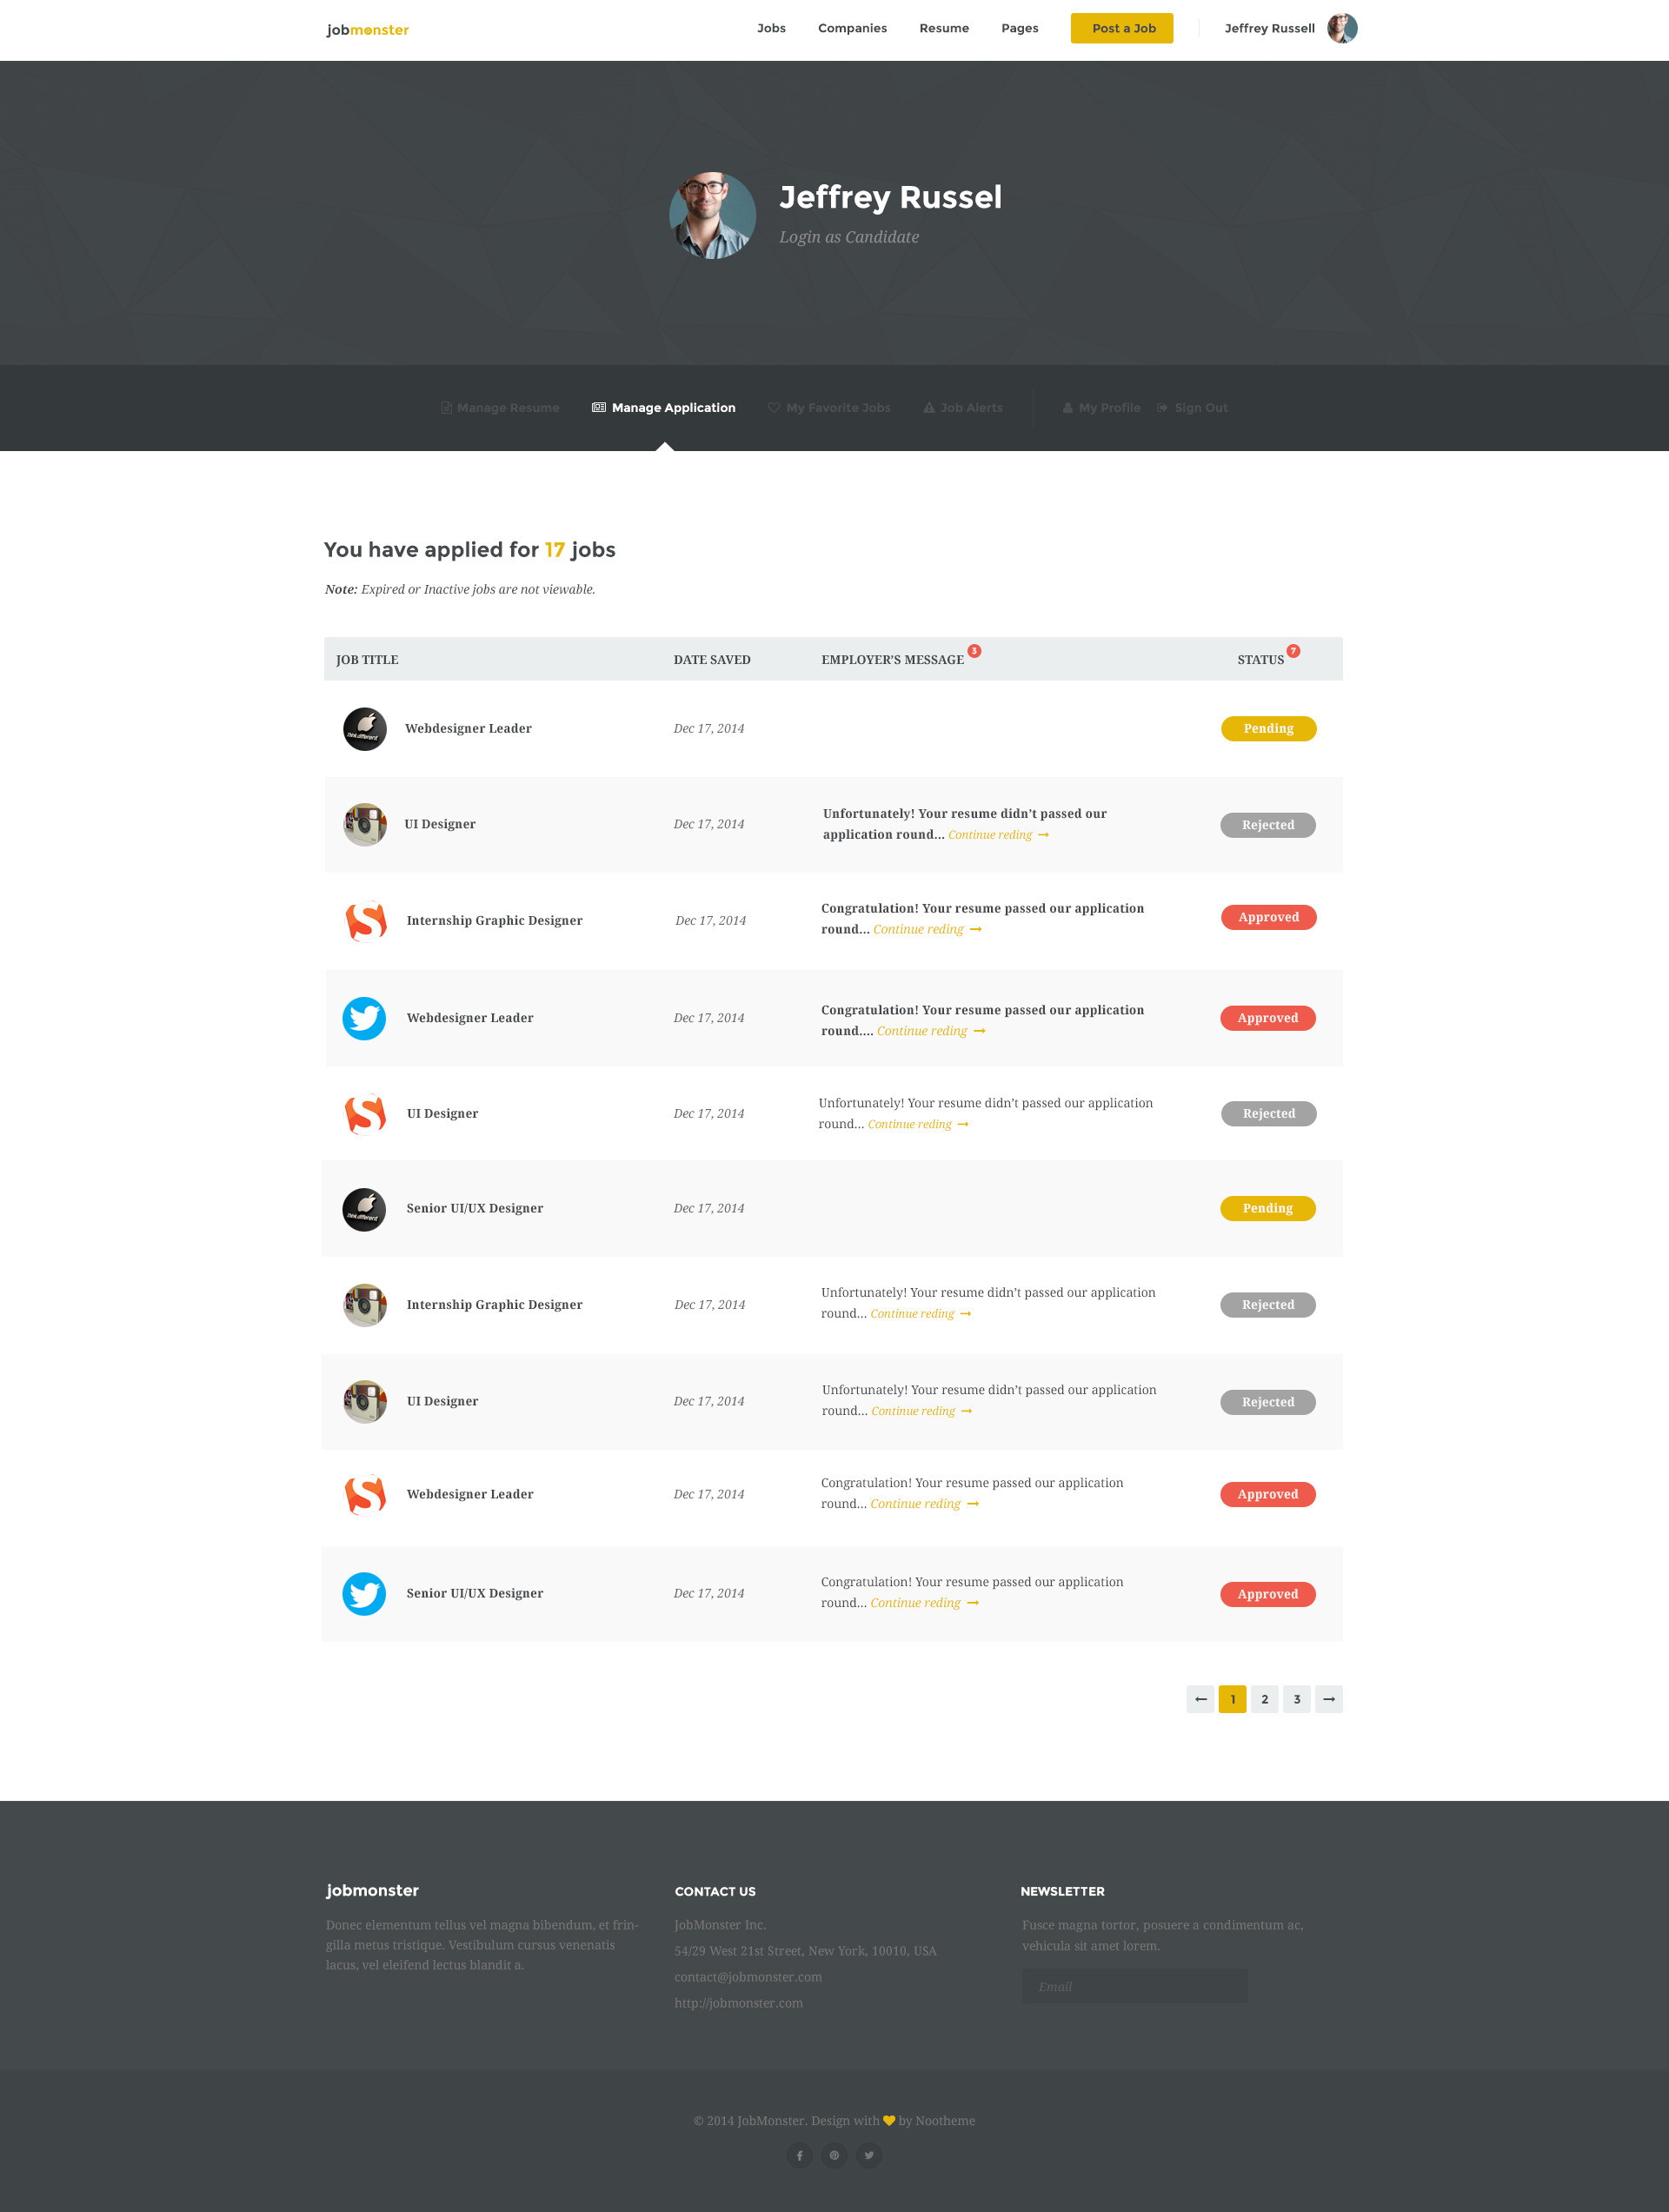 jobmonster
Jobs Companies Resume Pages Post a Job Jeffrey Russell
Jeffrey Russel
Login as Candidate
Manage Resume Manage Application My Favorite Jobs Job Alerts My Profile Sign Out
You have applied for 17 jobs
Note: Expired or Inactive jobs are not viewable.
JOB TITLE DATE SAVED EMPLOYER'S MESSAGE 3 STATUS 7
Webdesigner Leader Dec 17, 2014 Pending
UI Designer Dec 17, 2014 Rejected
Unfortunately! Your resume didn't passed our
application round... Continue reding
Internship Graphic Designer Dec 17, 2014 Approved
Congratulation! Your resume passed our application
round... Continue reding
Webdesigner Leader Dec 17, 2014 Approved
Congratulation! Your resume passed our application
round.... Continue reding
UI Designer Dec 17, 2014 Rejected
Unfortunately! Your resume didn't passed our application
round... Continue reding
Senior UI/UX Designer Dec 17, 2014 Pending
Internship Graphic Designer Dec 17, 2014 Rejected
Unfortunately! Your resume didn't passed our application
round... Continue reding
UI Designer Dec 17, 2014 Rejected
Unfortunately! Your resume didn't passed our application
round... Continue reding
Webdesigner Leader Dec 17, 2014 Approved
Congratulation! Your resume passed our application
round... Continue reding
Senior UI/UX Designer Dec 17, 2014 Approved
Congratulation! Your resume passed our application
round... Continue reding
1 2 3
jobmonster
Donec elementum tellus vel magna bibendum, et frin-
gilla metus tristique. Vestibulum cursus venenatis
lacus, vel eleifend lectus blandit a.
CONTACT US
JobMonster Inc.
54/29 West 21st Street, New York, 10010, USA
contact@jobmonster.com
http://jobmonster.com
NEWSLETTER
Fusce magna tortor, posuere a condimentum ac,
vehicula sit amet lorem.
Email
© 2014 JobMonster. Design with by Nootheme